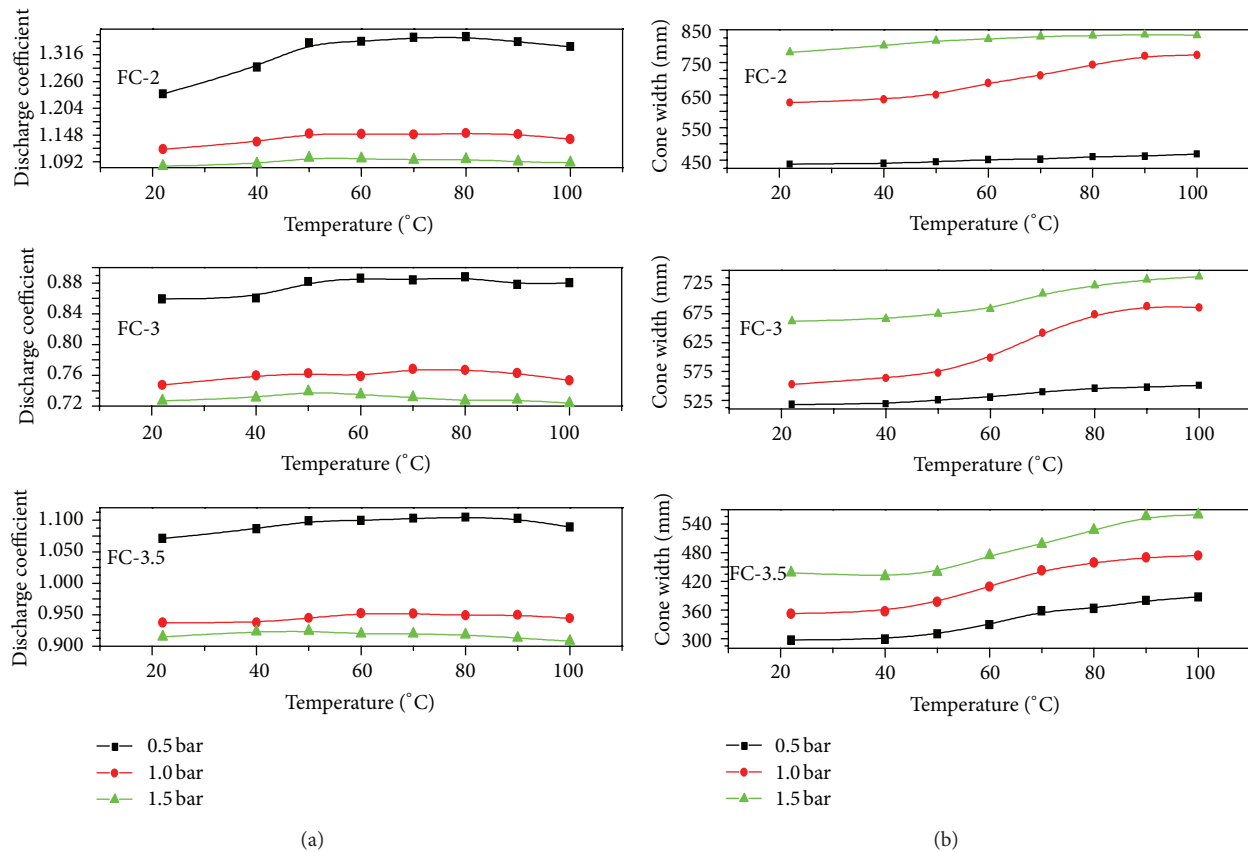 Discharge coefficient
1.316
1.260
1.204
1.148
1.092
FC-2
20 40 60 80 100
Temperature (°C)
Discharge coefficient
0.88
0.84
0.80
0.76
0.72
FC-3
20 40 60 80 100
Temperature (°C)
Discharge coefficient
1.100
1.050
1.000
0.950
0.900
FC-3.5
20 40 60 80 100
Temperature (°C)
0.5 bar
1.0 bar
1.5 bar
(a)
Cone width (mm)
850
750
650
550
450
FC-2
20 40 60 80 100
Temperature (°C)
Cone width (mm)
725
675
575
525
FC-3
20 40 60 80 100
Temperature (°C)
Cone width (mm)
540
480
420
360
300
FC-3.5
20 40 60 80 100
Temperature (°C)
0.5 bar
1.0 bar
1.5 bar
(b)